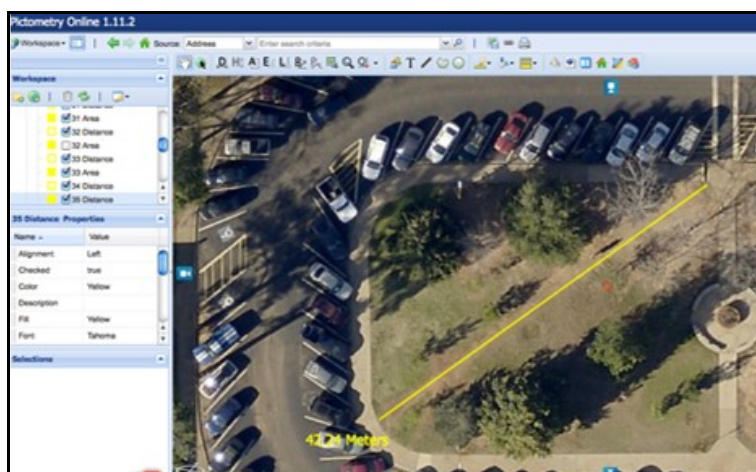 Pictometry Online 1.11.2
Workspace
Source: Address
Enter search criteria
D H A E L
T
Workspace
31 Area
32 Distance
32 Area
33 Distance
33 Area
34 Distance
35 Distance
35 Distance Properties
Name
Value
Alignment
Left
Checked
true
Color
Yellow
Description
Fill
Yellow
Font
Tahoma
Selections
42.24 Meters